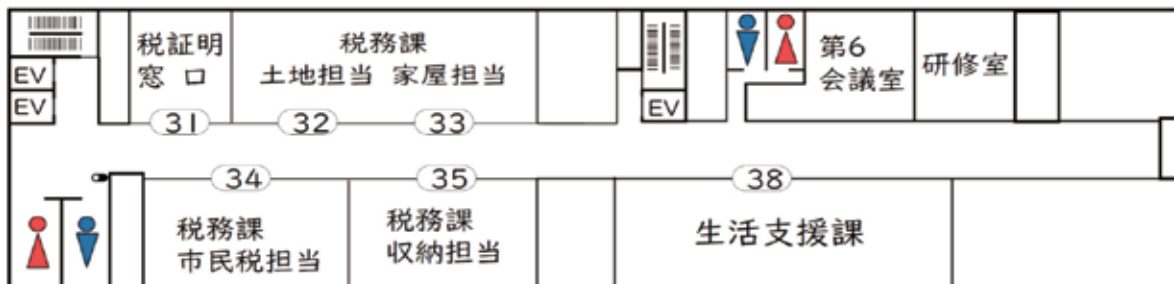 税証明
窓口
税務課
土地担当 家屋担当
第6
会議室
研修室
EV
EV
EV
31
32
33
34
35
38
税務課
市民税担当
税務課
収納担当
生活支援課